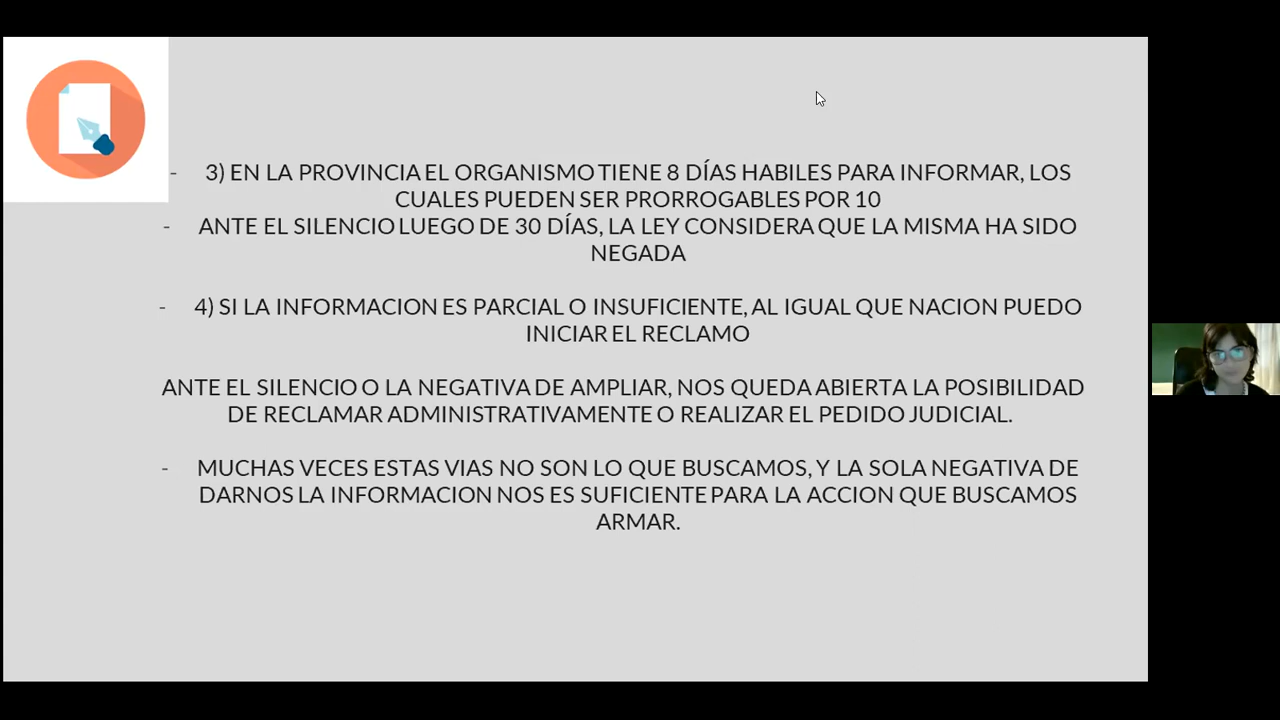 - 3) EN LA PROVINCIA EL ORGANISMO TIENE 8 DÍAS HABILES PARA INFORMAR, LOS
CUALES PUEDEN SER PRORROGABLES POR 10
- ANTE EL SILENCIO LUEGO DE 30 DÍAS, LA LEY CONSIDERA QUE LA MISMA HA SIDO
NEGADA
- 4) SI LA INFORMACION ES PARCIAL O INSUFICIENTE, AL IGUAL QUE NACION PUEDO
INICIAR EL RECLAMO
ANTE EL SILENCIO O LA NEGATIVA DE AMPLIAR, NOS QUEDA ABIERTA LA POSIBILIDAD
DE RECLAMAR ADMINISTRATIVAMENTE O REALIZAR EL PEDIDO JUDICIAL.
- MUCHAS VECES ESTAS VIAS NO SON LO QUE BUSCAMOS, Y LA SOLA NEGATIVA DE
DARNOS LA INFORMACION NOS ES SUFICIENTE PARA LA ACCION QUE BUSCAMOS
ARMAR.